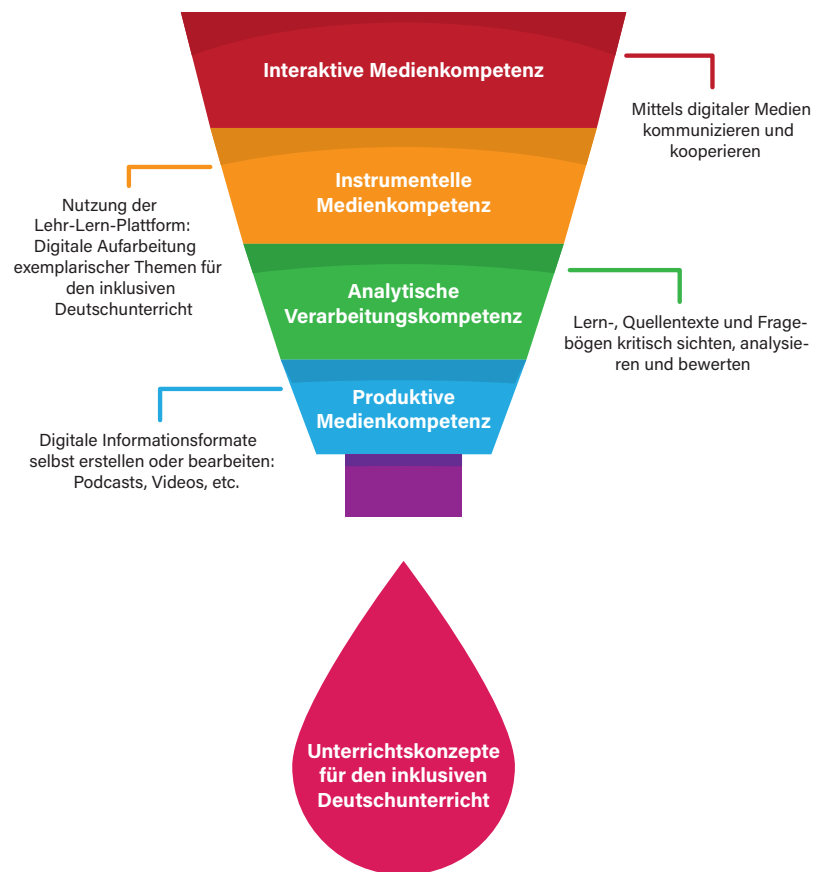 Interaktive Medienkompetenz
Mittels digitaler Medien
kommunizieren und
kooperieren
Instrumentelle
Medienkompetenz
Nutzung der
Lehr-Lern-Plattform:
Digitale Aufarbeitung
exemplarischer Themen für
den inklusiven
Deutschunterricht
Analytische
Verarbeitungskompetenz
Lern-, Quellentexte und Frage-
bögen kritisch sichten, analysie-
ren und bewerten
Produktive
Medienkompetenz
Digitale Informationsformate
selbst erstellen oder bearbeiten:
Podcasts, Videos, etc.
Unterrichtskonzepte
für den inklusiven
Deutschunterricht